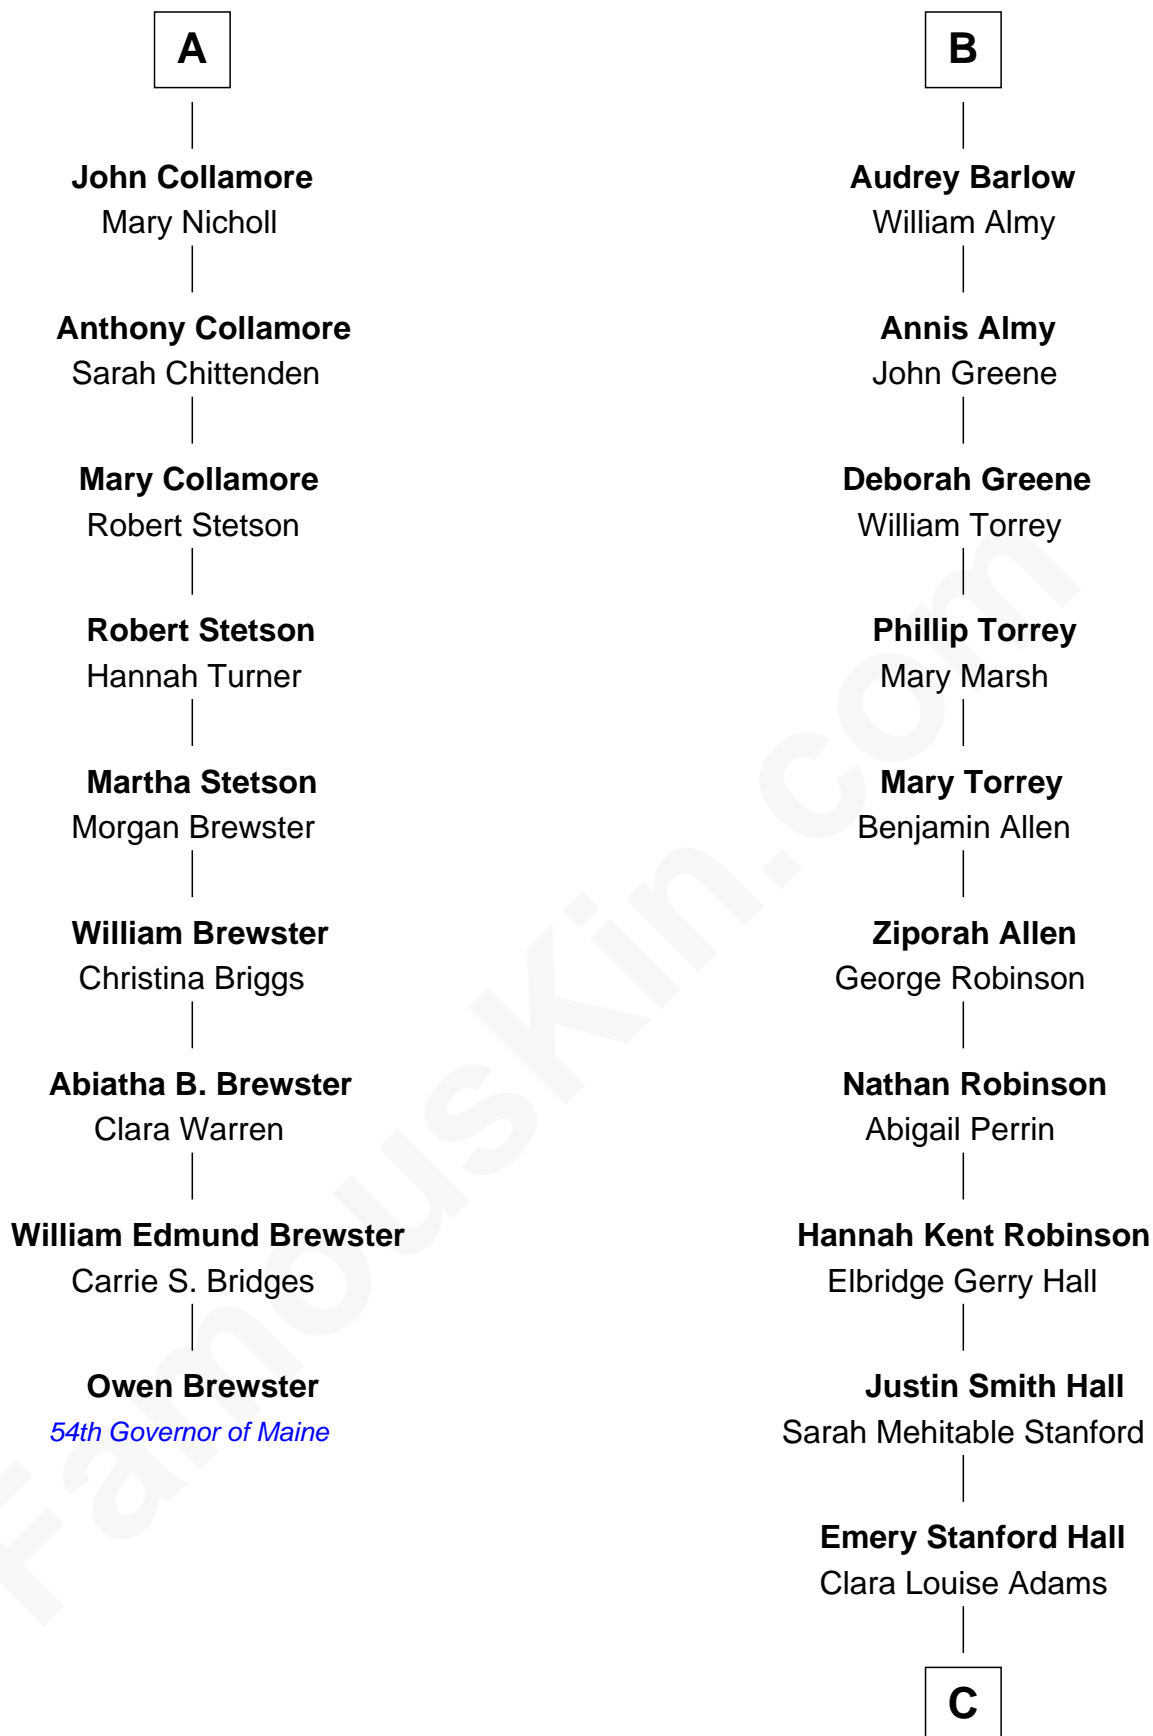 A
John Collamore
Mary Nicholl
Anthony Collamore
Sarah Chittenden
Mary Collamore
Robert Stetson
Robert Stetson
Hannah Turner
Martha Stetson
Morgan Brewster
William Brewster
Christina Briggs
Abiatha B. Brewster
Clara Warren
William Edmund Brewster
Carrie S. Bridges
Owen Brewster
54th Governor of Maine
B
Audrey Barlow
William Almy
Annis Almy
John Greene
Deborah Greene
William Torrey
Phillip Torrey
Mary Marsh
Mary Torrey
Benjamin Allen
Ziporah Allen
George Robinson
Nathan Robinson
Abigail Perrin
Hannah Kent Robinson
Elbridge Gerry Hall
Justin Smith Hall
Sarah Mehitable Stanford
Emery Stanford Hall
Clara Louise Adams
C
FamousKin.com